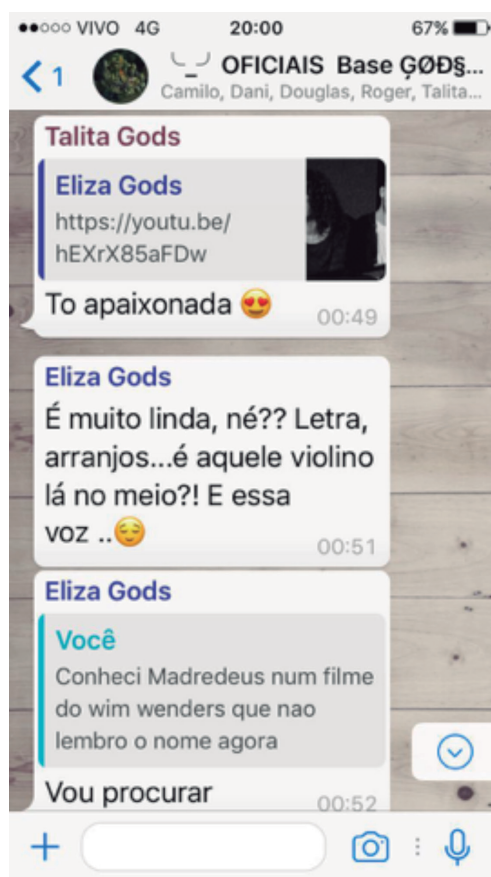 VIVO 4G 20:00 67%
1 OFICIAIS Base ĢØĐ§...
Camilo, Dani, Douglas, Roger, Talita...
Talita Gods
Eliza Gods
https://youtu.be/
hEXrX85aFDw
To apaixonada 😍 00:49
Eliza Gods
É muito linda, né?? Letra,
arranjos...é aquele violino
lá no meio?! E essa
voz ..😌 00:51
Eliza Gods
Você
Conheci Madredeus num filme
do wim wenders que nao
lembro o nome agora
Vou procurar 00:52